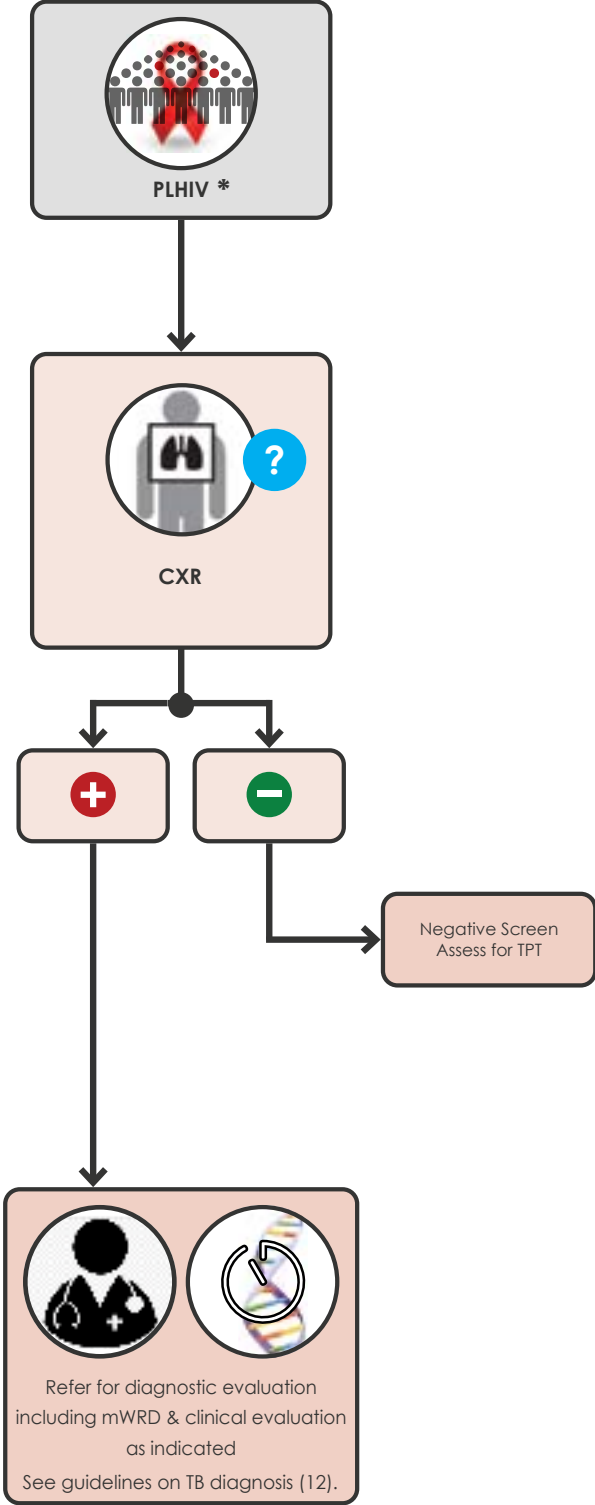 PLHIV *
?
CXR
+
−
Negative Screen
Assess for TPT
Refer for diagnostic evaluation
including mWRD & clinical evaluation
as indicated
See guidelines on TB diagnosis (12).